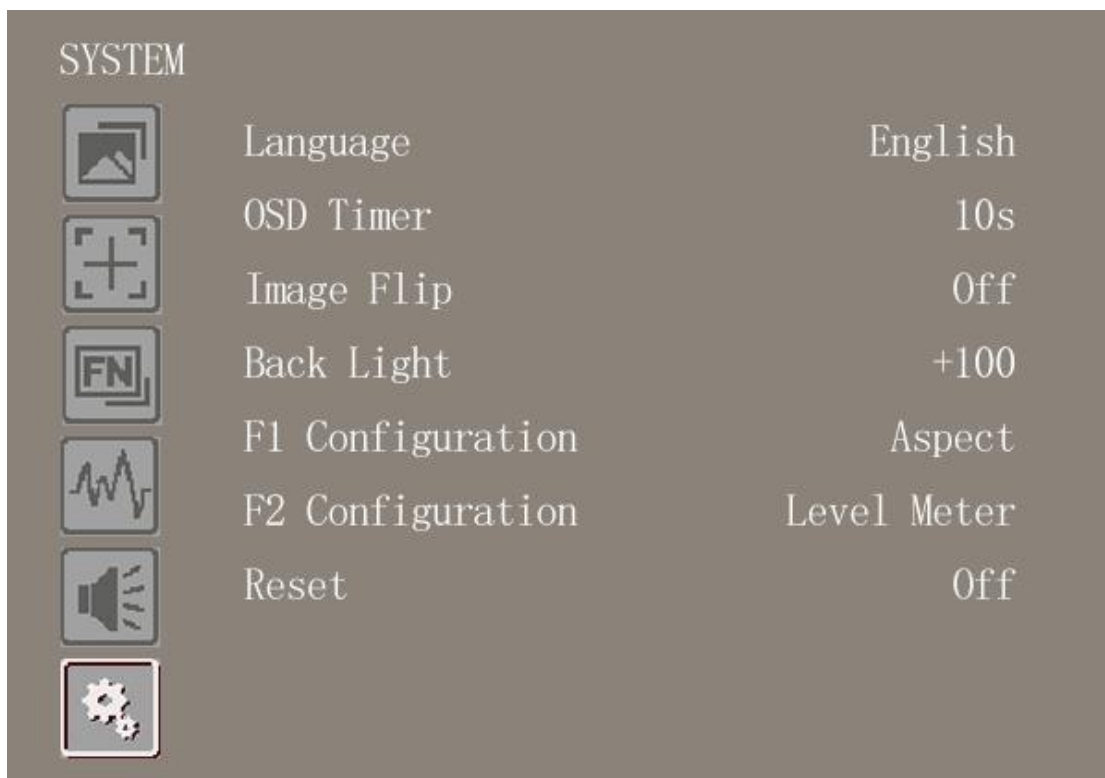 SYSTEM
Language English
OSD Timer 10s
Image Flip Off
Back Light +100
FN
F1 Configuration Aspect
F2 Configuration Level Meter
Reset Off